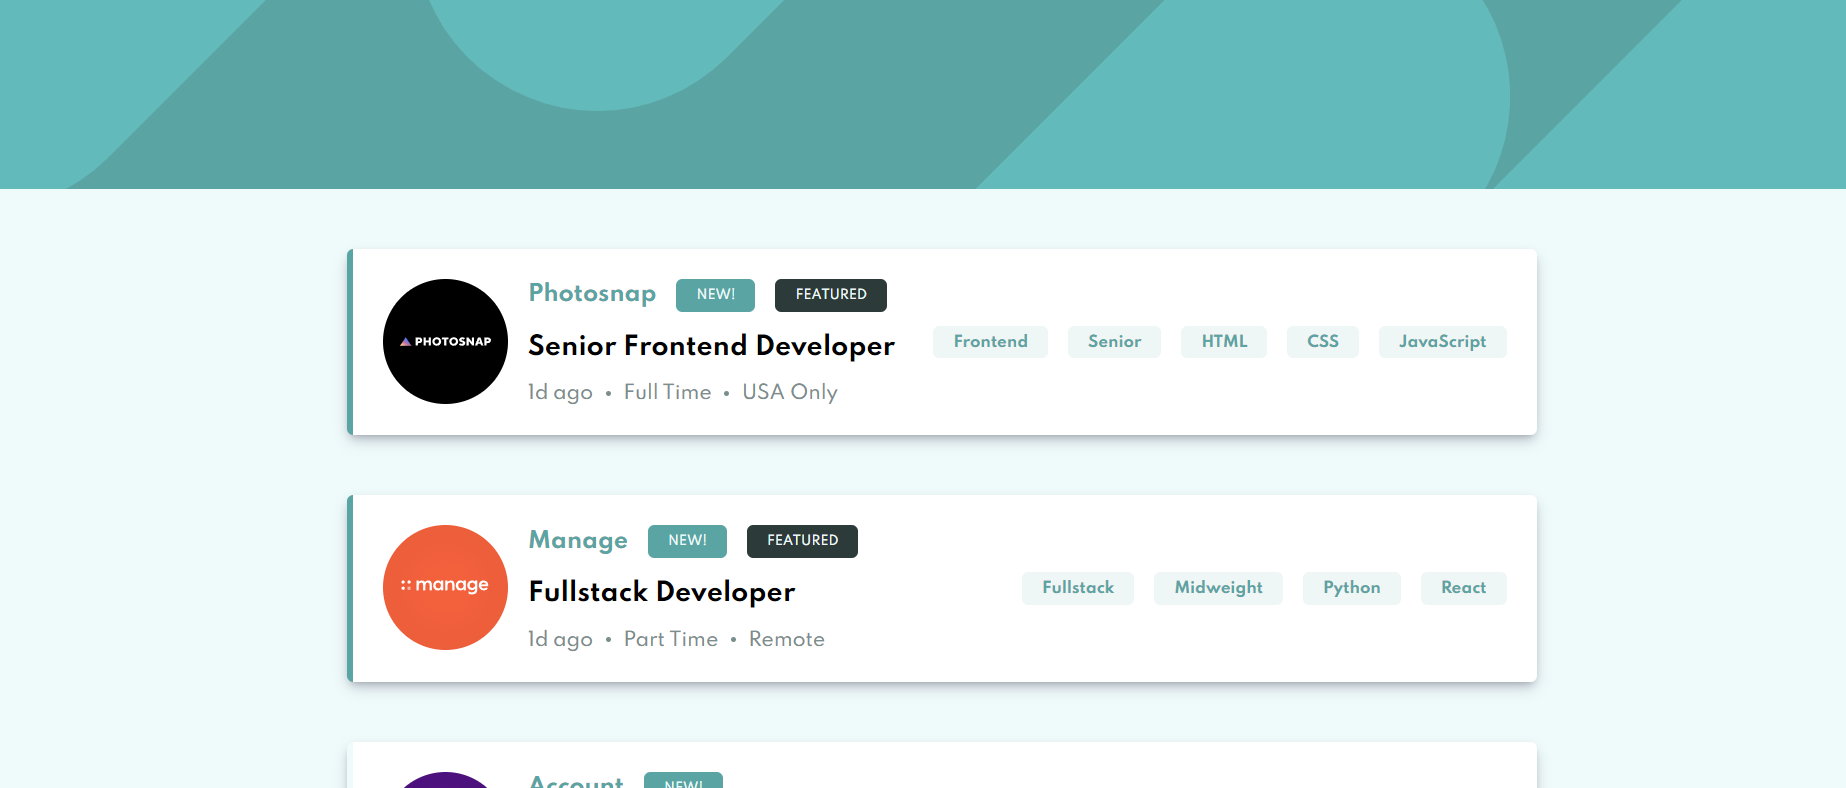 Photosnap NEW! FEATURED
PHOTOSNAP
Senior Frontend Developer
Frontend Senior HTML CSS JavaScript
1d ago • Full Time • USA Only
Manage NEW! FEATURED
manage
Fullstack Developer
Fullstack Midweight Python React
1d ago • Part Time • Remote
Account NEW!